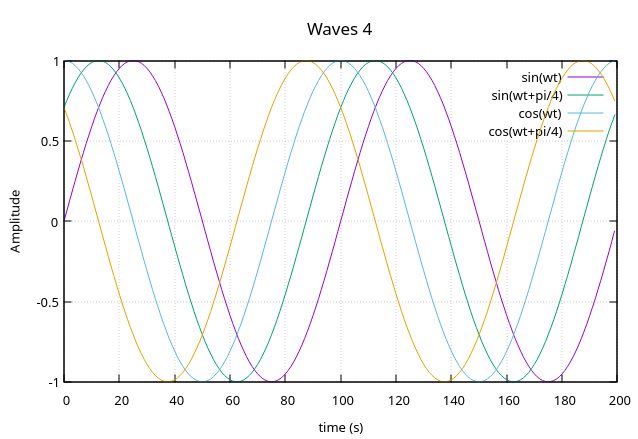 Waves 4
1
0.5
0
-0.5
-1
Amplitude
sin(wt)
sin(wt+pi/4)
cos(wt)
cos(wt+pi/4)
0 20 40 60 80 100 120 140 160 180 200
time (s)